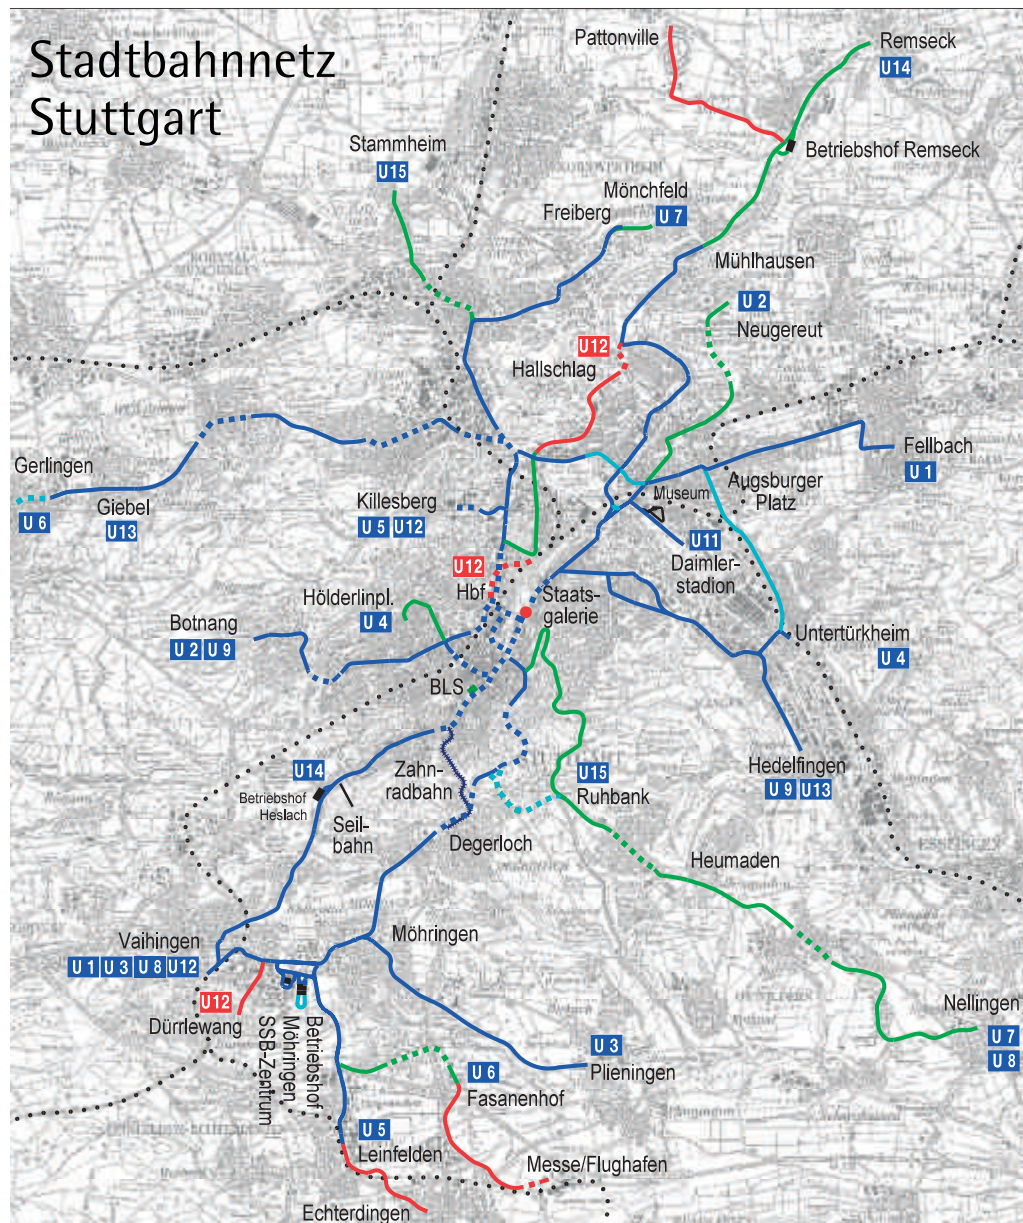 Stadtbahnnetz
Stuttgart
Pattonville
Remseck
U14
Betriebshof Remseck
Stammheim
U15
Mönchfeld
Freiberg
U 7
Mühlhausen
U 2
Neugereut
U12
Hallschlag
Fellbach
U 1
Gerlingen
U 6
Giebel
U13
Killesberg
U 5 U12
Museum
Augsburger
Platz
U11
Daimler-
stadion
U12
Hbf
Staats-
galerie
Hölderlinpl.
U 4
Botnang
U 2 U 9
Untertürkheim
U 4
BLS
Hedelfingen
U 9 U13
U14
Betriebshof
Heslach
Zahn-
radbahn
Seil-
bahn
U15
Ruhbank
Degerloch
Heumaden
Möhringen
Vaihingen
U 1 U 3 U 8 U12
U12
Dürrlewang
Betriebshof
Möhringen
SSB-Zentrum
Nellingen
U 7
U 8
U 3
Plieningen
U 6
Fasanenhof
U 5
Leinfelden
Messe/Flughafen
Echterdingen